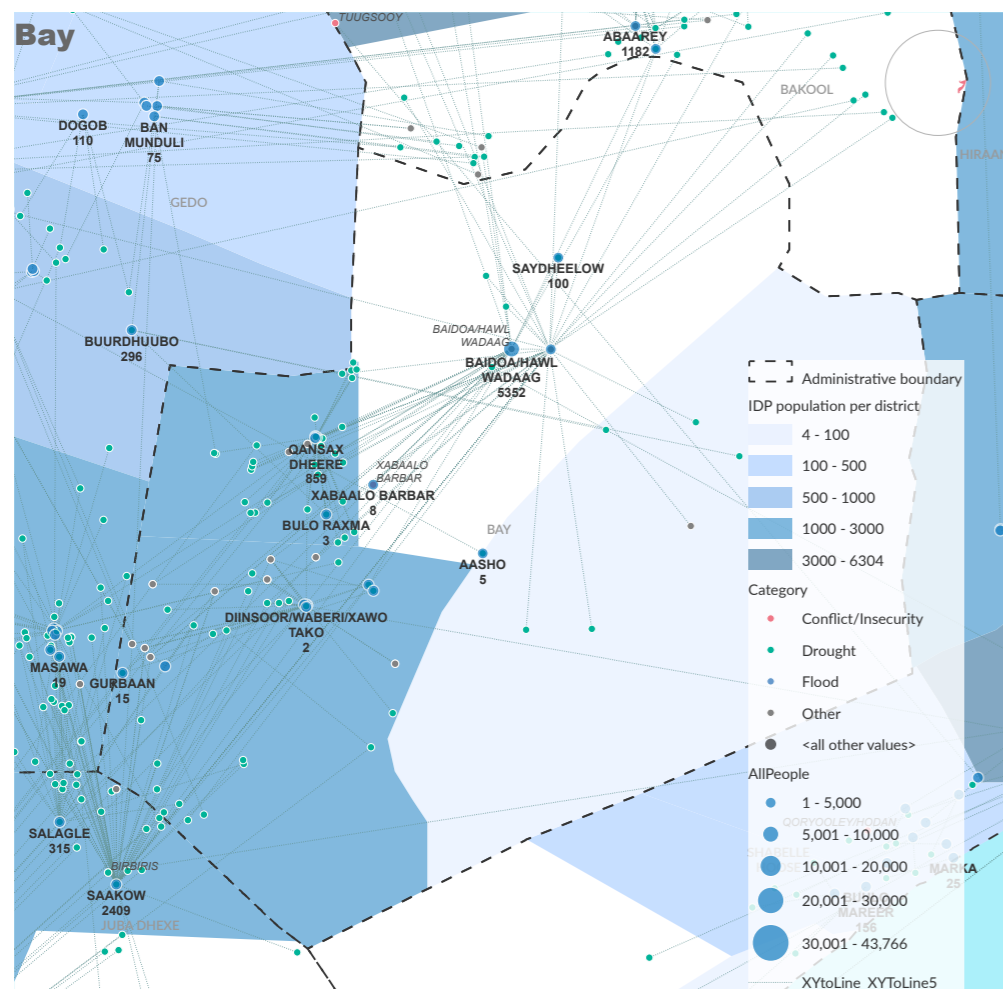 Bay
TUUGSOOY
ABAAREY
1182
BAKOOL
DOGOB
110
BAN
MUNDULI
75
HIRAAN
GEDO
SAYDHEELOW
100
BUURDHUUBO
296
BAIDOA/HAWL
WADAAG
BAIDOA/HAWL
WADAAG
5352
QANSAX
DHEERE
859
XABAALO
BARBAR
XABAALO BARBAR
8
BULO RAXMA
3
BAY
AASHO
5
DIINSOOR/WABERI/XAWO
TAKO
2
MASAWA
19
GURBAAN
15
SALAGLE
315
BIRBIRIS
SAAKOW
2409
JUBA DHEXE
Administrative boundary
IDP population per district
4 - 100
100 - 500
500 - 1000
1000 - 3000
3000 - 6304
Category
Conflict/Insecurity
Drought
Flood
Other
<all other values>
AllPeople
1 - 5,000
5,001 - 10,000
10,001 - 20,000
20,001 - 30,000
30,001 - 43,766
XYtoLine_XYToLine5
QORYOOLEY/HODAN
SHABELLE
MARKA
25
MAREER
156